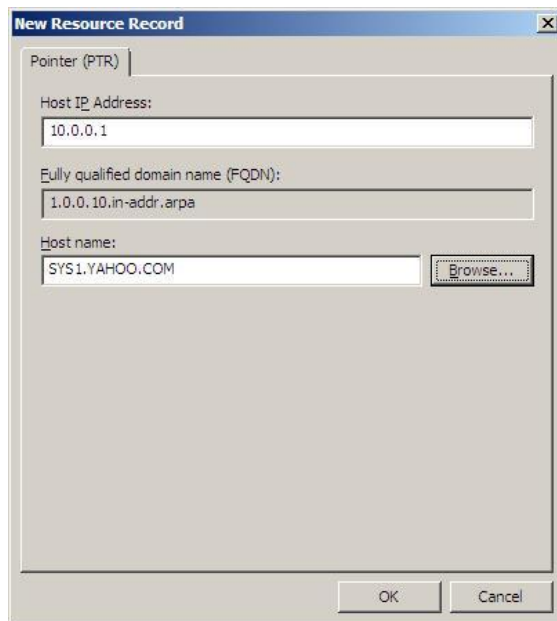 New Resource Record
Pointer (PTR)
Host IP Address:
10.0.0.1
Fully qualified domain name (FQDN):
1.0.0.10.in-addr.arpa
Host name:
SYS1.YAHOO.COM
Browse...
OK
Cancel